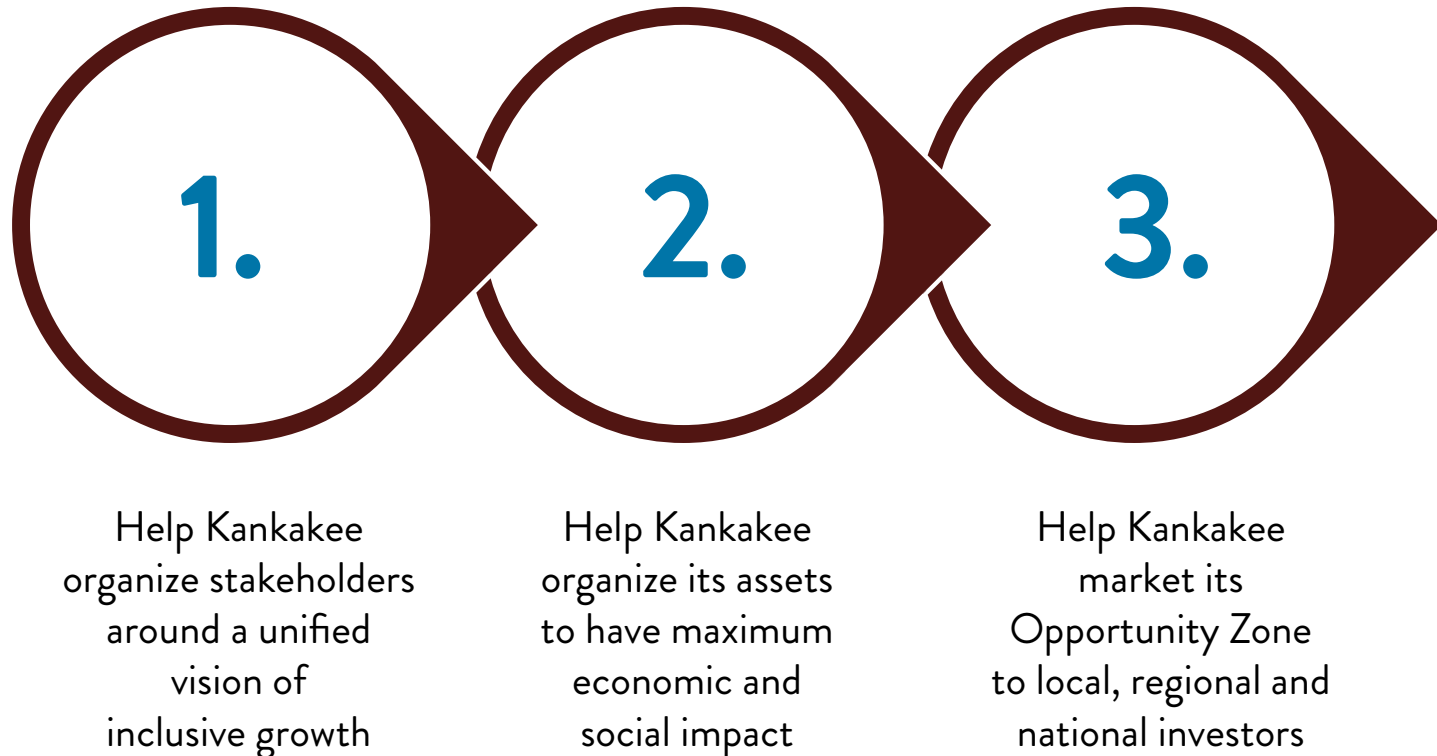 1.
2.
3.
Help Kankakee
organize stakeholders
around a unified
vision of
inclusive growth
Help Kankakee
organize its assets
to have maximum
economic and
social impact
Help Kankakee
market its
Opportunity Zone
to local, regional and
national investors